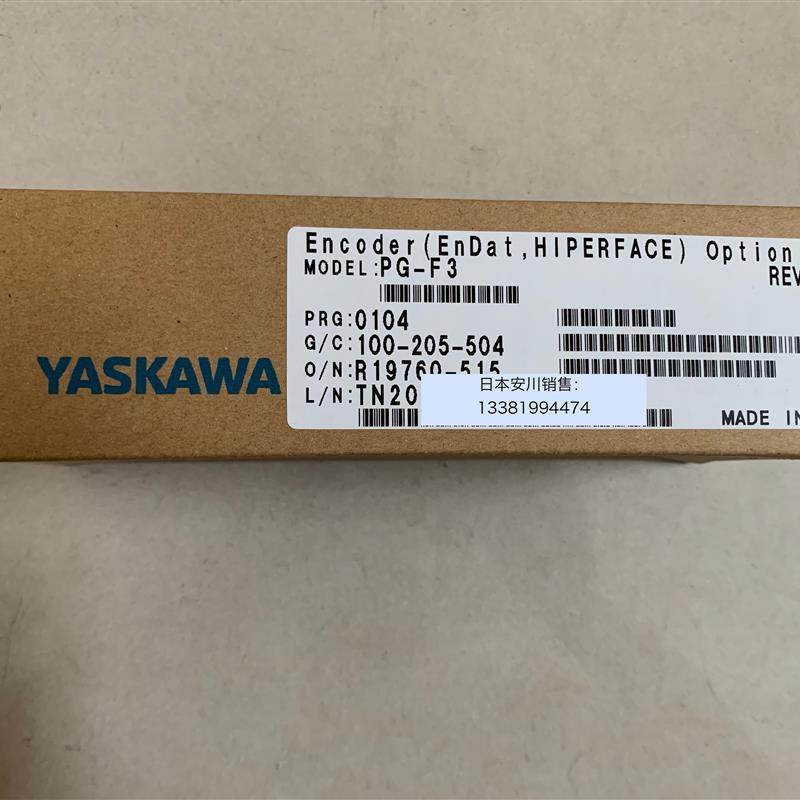 YASKAWA
Encoder(EnDat,HIPERFACE) Option
MODEL:PG-F3
REV
PRG:0104
G/C:100-205-504
O/N:R19760-515
L/N:TN20
日本安川销售：
13381994474
MADE IN